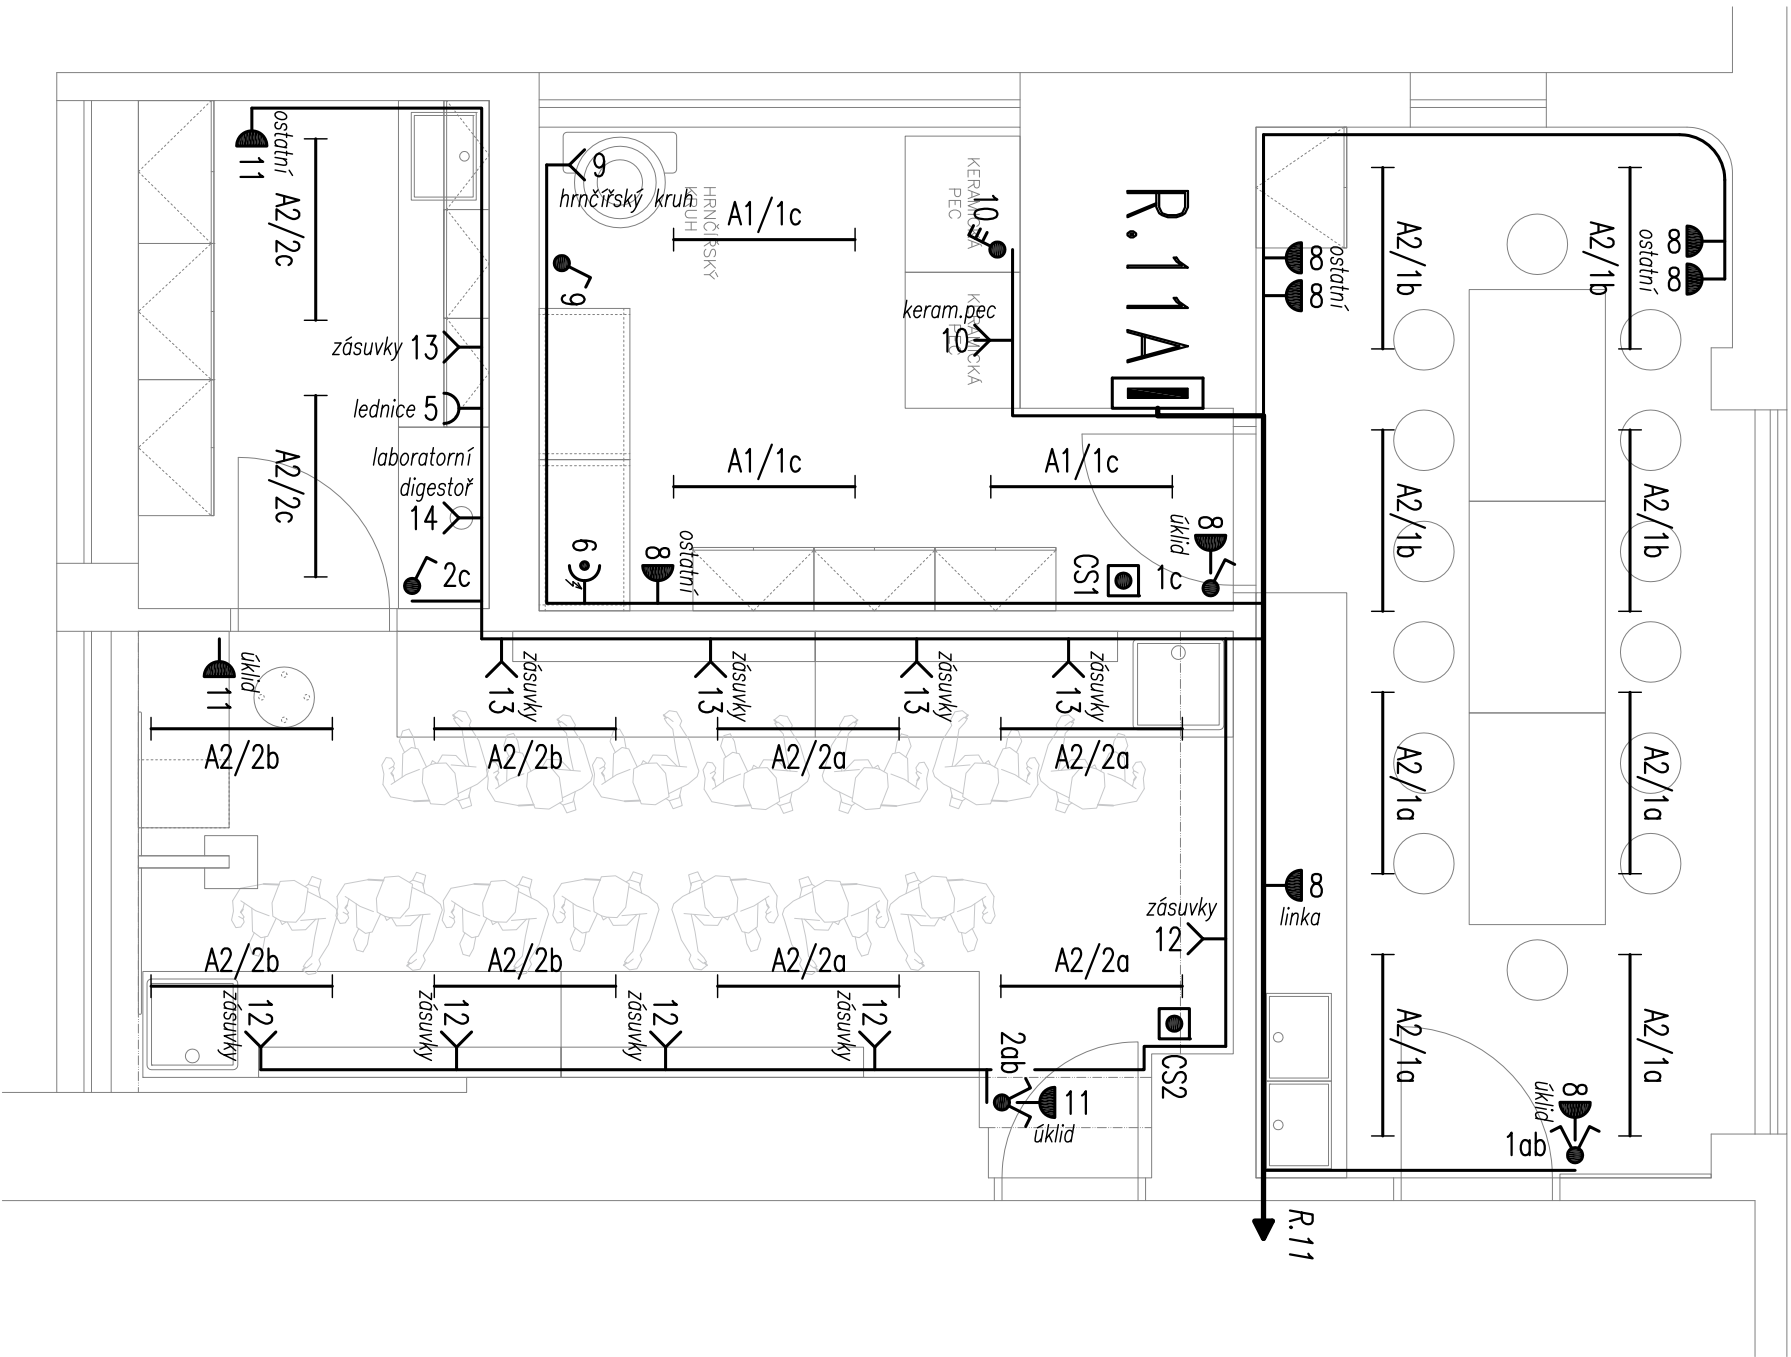 ostatní
11
A2/2c
A2/2c
zásuvky 13
lednice 5
laboratorní
digestoř
14
2c
9
hrnčířský kruh
HRNČÍŘSKÝ
KRUH
9
A1/1c
KERAMICKÁ
PEC
10
keram.pec
10
KERAMICKÁ
PEC
R.11A
A1/1c
A1/1c
6
8
ostatní
CS1
1c
úklid
8
8
8
ostatní
A2/1b
A2/1b
ostatní
8
8
A2/1b
A2/1b
A2/1a
A2/1a
8
linka
A2/1a
A2/1a
úklid
8
1ab
R.11
11
úklid
13
zásuvky
13
zásuvky
13
zásuvky
13
zásuvky
A2/2b
A2/2b
A2/2a
A2/2a
zásuvky
12
A2/2b
A2/2b
A2/2a
A2/2a
zásuvky
12
zásuvky
12
zásuvky
12
zásuvky
12
2ab
11
úklid
CS2